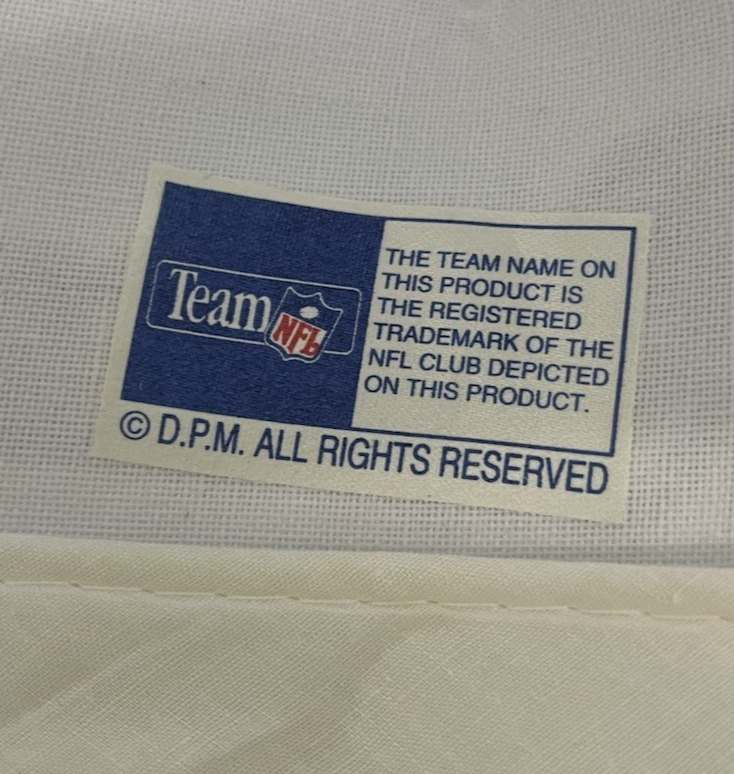 Team
NFL
THE TEAM NAME ON
THIS PRODUCT IS
THE REGISTERED
TRADEMARK OF THE
NFL CLUB DEPICTED
ON THIS PRODUCT.
© D.P.M. ALL RIGHTS RESERVED